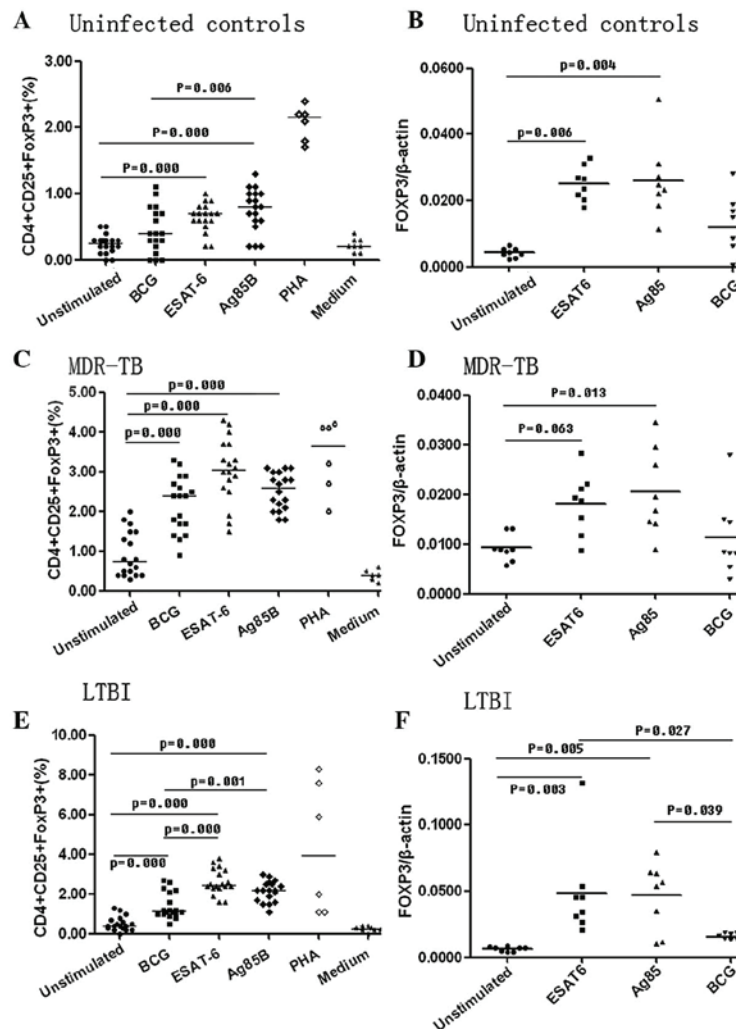 A Uninfected controls
CD4+CD25+FoxP3+(%)
3.00
2.00
1.00
0.00
P=0.006
P=0.000
P=0.000
Unstimulated
BCG
ESAT-6
Ag85B
PHA
Medium
B Uninfected controls
FOXP3/β-actin
0.0600
0.0400
0.0200
0.0000
p=0.004
p=0.006
Unstimulated
ESAT6
Ag85
BCG
C MDR-TB
CD4+CD25+FoxP3+(%)
5.00
4.00
3.00
2.00
1.00
0.00
p=0.000
p=0.000
p=0.000
Unstimulated
BCG
ESAT-6
Ag85B
PHA
Medium
D MDR-TB
FOXP3/β-actin
0.0400
0.0300
0.0200
0.0100
0.0000
P=0.013
P=0.063
Unstimulated
ESAT6
Ag85
BCG
E LTBI
CD4+CD25+FoxP3+(%)
10.00
8.00
6.00
4.00
2.00
0.00
p=0.000
p=0.001
p=0.000
p=0.000
p=0.000
Unstimulated
BCG
ESAT-6
Ag85B
PHA
Medium
F LTBI
FOXP3/β-actin
0.1500
0.1000
0.0500
0.0000
P=0.027
P=0.005
P=0.003
P=0.039
Unstimulated
ESAT6
Ag85
BCG